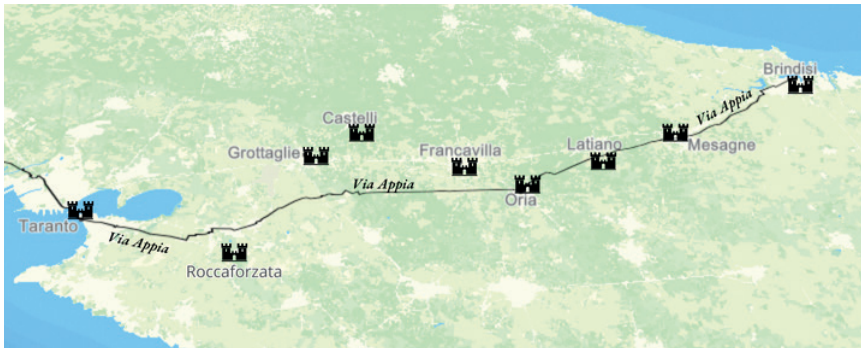 Brindisi
Via Appia
Castelli
Grottaglie
Francavilla
Latiano
Mesagne
Via Appia
Oria
Taranto
Via Appia
Roccaforzata